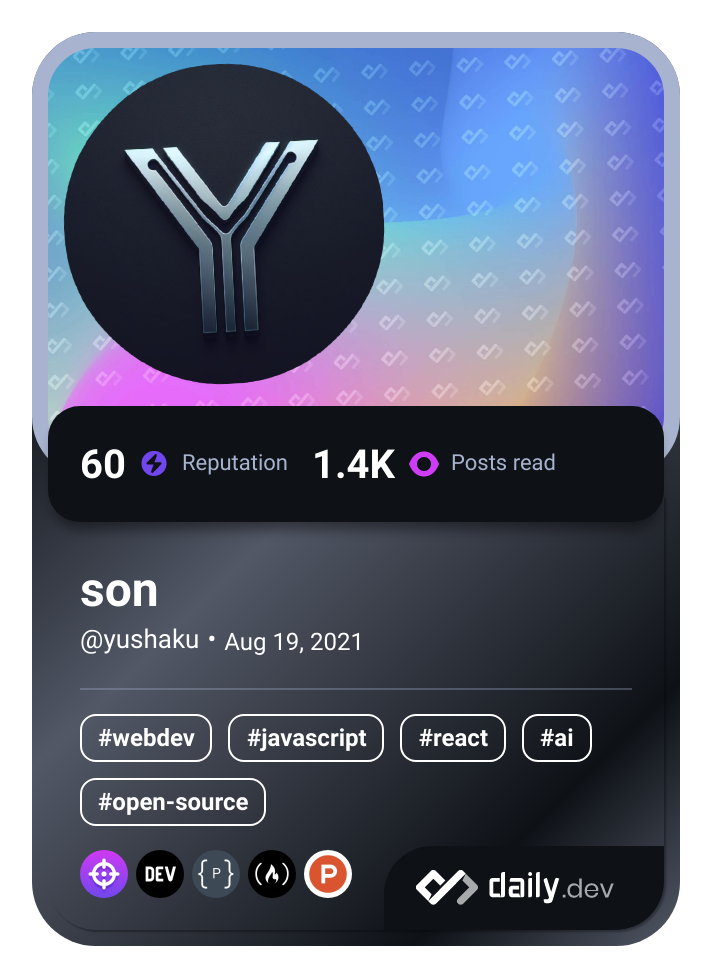 Y
60 Reputation 1.4K Posts read
son
@yushaku • Aug 19, 2021
#webdev #javascript #react #ai
#open-source
DEV {P} P
daily.dev